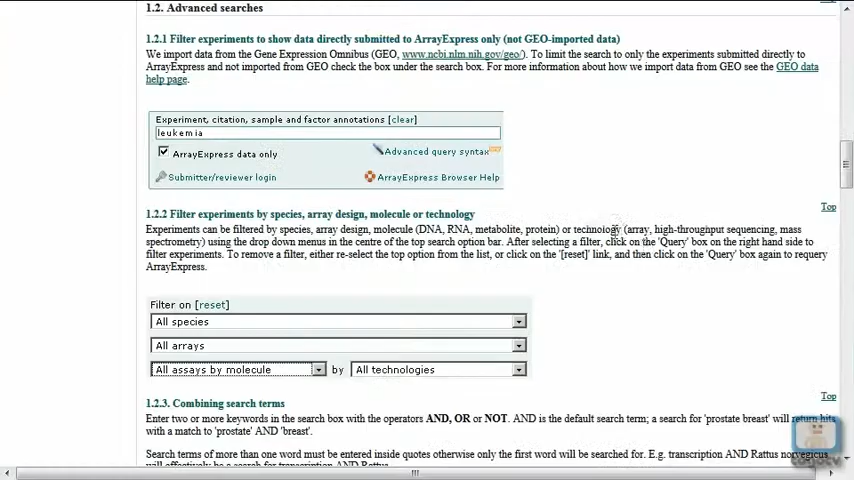 1.2. Advanced searches
1.2.1 Filter experiments to show data directly submitted to ArrayExpress only (not GEO-imported data)
We import data from the Gene Expression Omnibus (GEO, www.ncbi.nlm.nih.gov/geo/). To limit the search to only the experiments submitted directly to
ArrayExpress and not imported from GEO check the box under the search box. For more information about how we import data from GEO see the GEO data
help page.
Experiment, citation, sample and factor annotations [clear]
leukemia
ArrayExpress data only
Advanced query syntax
Submitter/reviewer login
ArrayExpress Browser Help
Top
1.2.2 Filter experiments by species, array design, molecule or technology
Experiments can be filtered by species, array design, molecule (DNA, RNA, metabolite, protein) or technology (array, high-throughput sequencing, mass
spectrometry) using the drop down menus in the centre of the top search option bar. After selecting a filter, click on the 'Query' box on the right hand side to
filter experiments. To remove a filter, either re-select the top option from the list, or click on the '[reset]' link, and then click on the 'Query' box again to requery
ArrayExpress.
Filter on [reset]
All species
All arrays
All assays by molecule by All technologies
Top
1.2.3. Combining search terms
Enter two or more keywords in the search box with the operators AND, OR or NOT. AND is the default search term; a search for 'prostate breast' will return hits
with a match to 'prostate' AND 'breast'.
Search terms of more than one word must be entered inside quotes otherwise only the first word will be searched for. E.g. transcription AND Rattus norvegicus
will effectively be a search for transcription AND Rattus